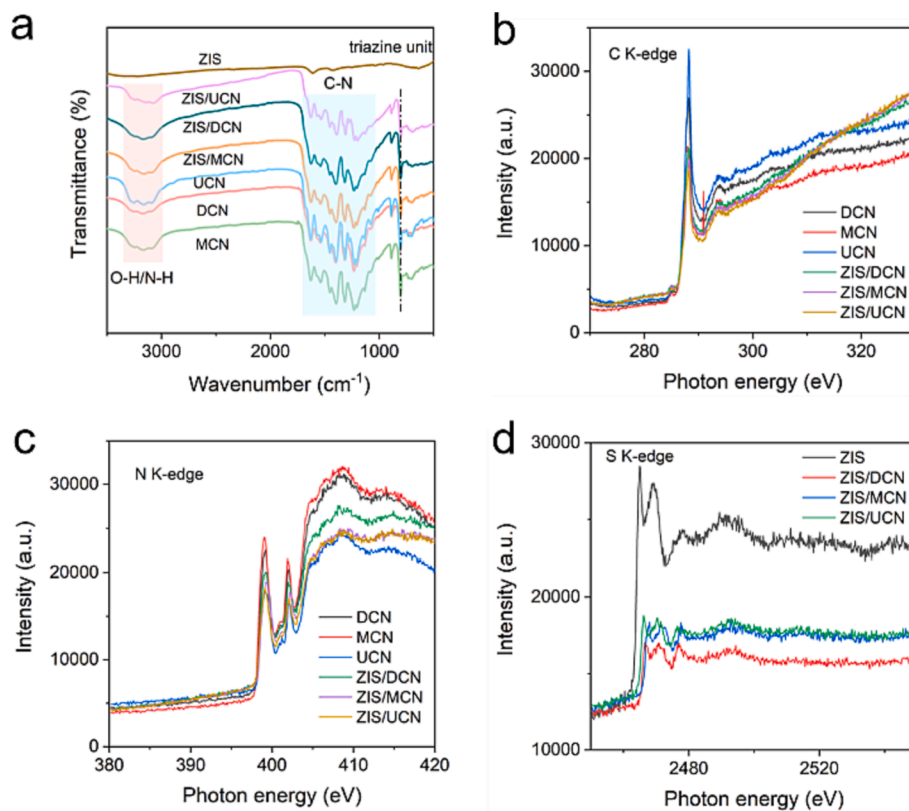 a
triazine unit
ZIS
C-N
ZIS/UCN
ZIS/DCN
ZIS/MCN
UCN
DCN
MCN
O-H/N-H
Transmittance (%)
3500
2000
1000
Wavenumber (cm⁻¹)
b
C K-edge
30000
20000
10000
0
Intensity (a.u.)
DCN
MCN
UCN
ZIS/DCN
ZIS/MCN
ZIS/UCN
280
300
320
Photon energy (eV)
c
N K-edge
30000
20000
10000
0
Intensity (a.u.)
DCN
MCN
UCN
ZIS/DCN
ZIS/MCN
ZIS/UCN
380
390
400
410
420
Photon energy (eV)
d
S K-edge
30000
20000
10000
Intensity (a.u.)
ZIS
ZIS/DCN
ZIS/MCN
ZIS/UCN
2480
2520
Photon energy (eV)